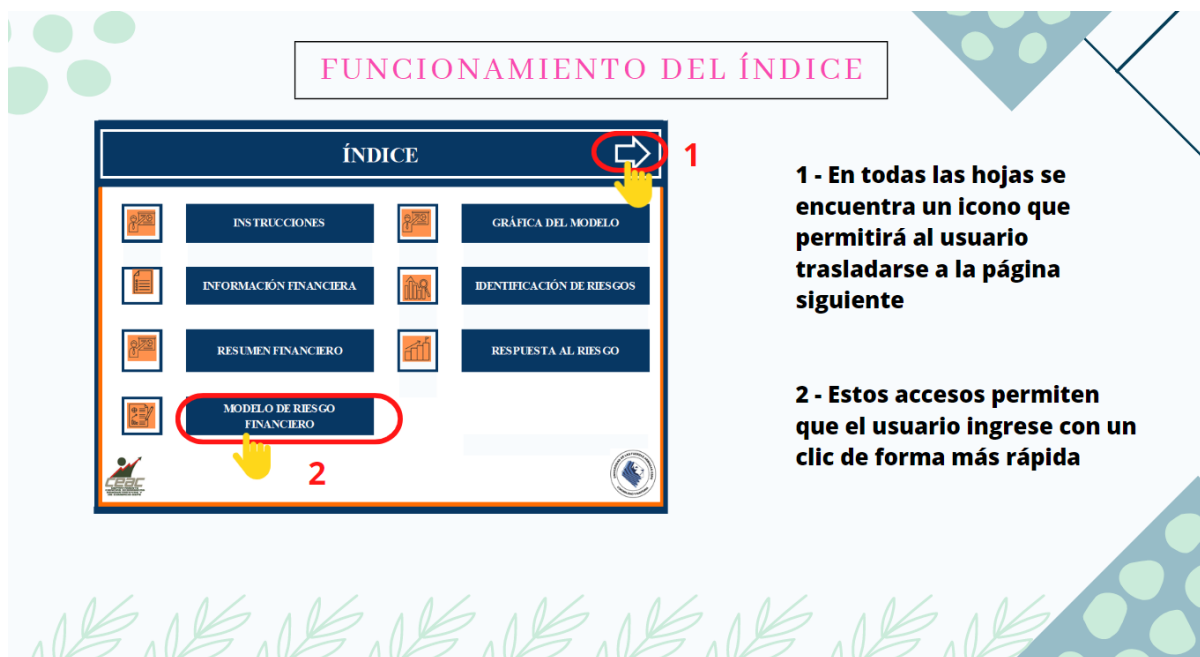 FUNCIONAMIENTO DEL ÍNDICE
ÍNDICE
1
INSTRUCCIONES
GRÁFICA DEL MODELO
INFORMACIÓN FINANCIERA
IDENTIFICACIÓN DE RIESGOS
RESUMEN FINANCIERO
RESPUESTA AL RIESGO
MODELO DE RIESGO
FINANCIERO
2
CEAC
1 - En todas las hojas se
encuentra un icono que
permitirá al usuario
trasladarse a la página
siguiente
2 - Estos accesos permiten
que el usuario ingrese con un
clic de forma más rápida